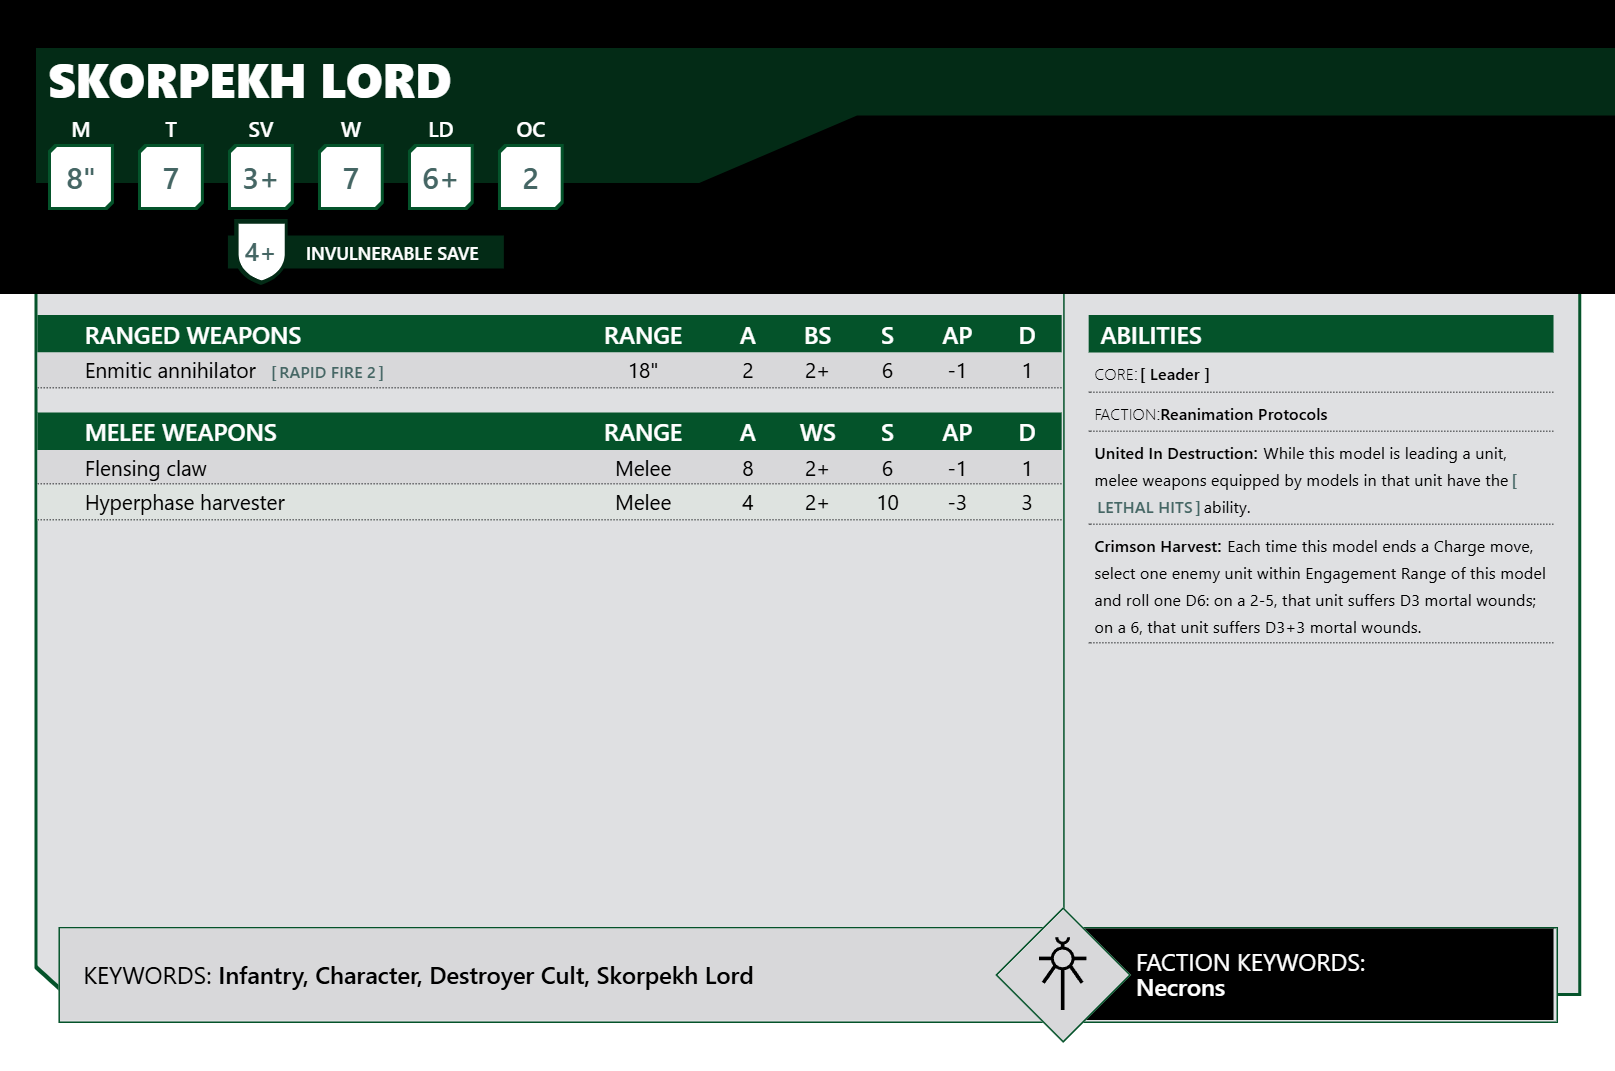 SKORPEKH LORD
M T SV W LD OC
8" 7 3+ 7 6+ 2
4+ INVULNERABLE SAVE
RANGED WEAPONS RANGE A BS S AP D
Enmitic annihilator [RAPID FIRE 2] 18" 2 2+ 6 -1 1
MELEE WEAPONS RANGE A WS S AP D
Flensing claw Melee 8 2+ 6 -1 1
Hyperphase harvester Melee 4 2+ 10 -3 3
ABILITIES
CORE: [ Leader ]
FACTION:Reanimation Protocols
United In Destruction: While this model is leading a unit,
melee weapons equipped by models in that unit have the [
LETHAL HITS] ability.
Crimson Harvest: Each time this model ends a Charge move,
select one enemy unit within Engagement Range of this model
and roll one D6: on a 2-5, that unit suffers D3 mortal wounds;
on a 6, that unit suffers D3+3 mortal wounds.
KEYWORDS: Infantry, Character, Destroyer Cult, Skorpekh Lord
FACTION KEYWORDS:
Necrons